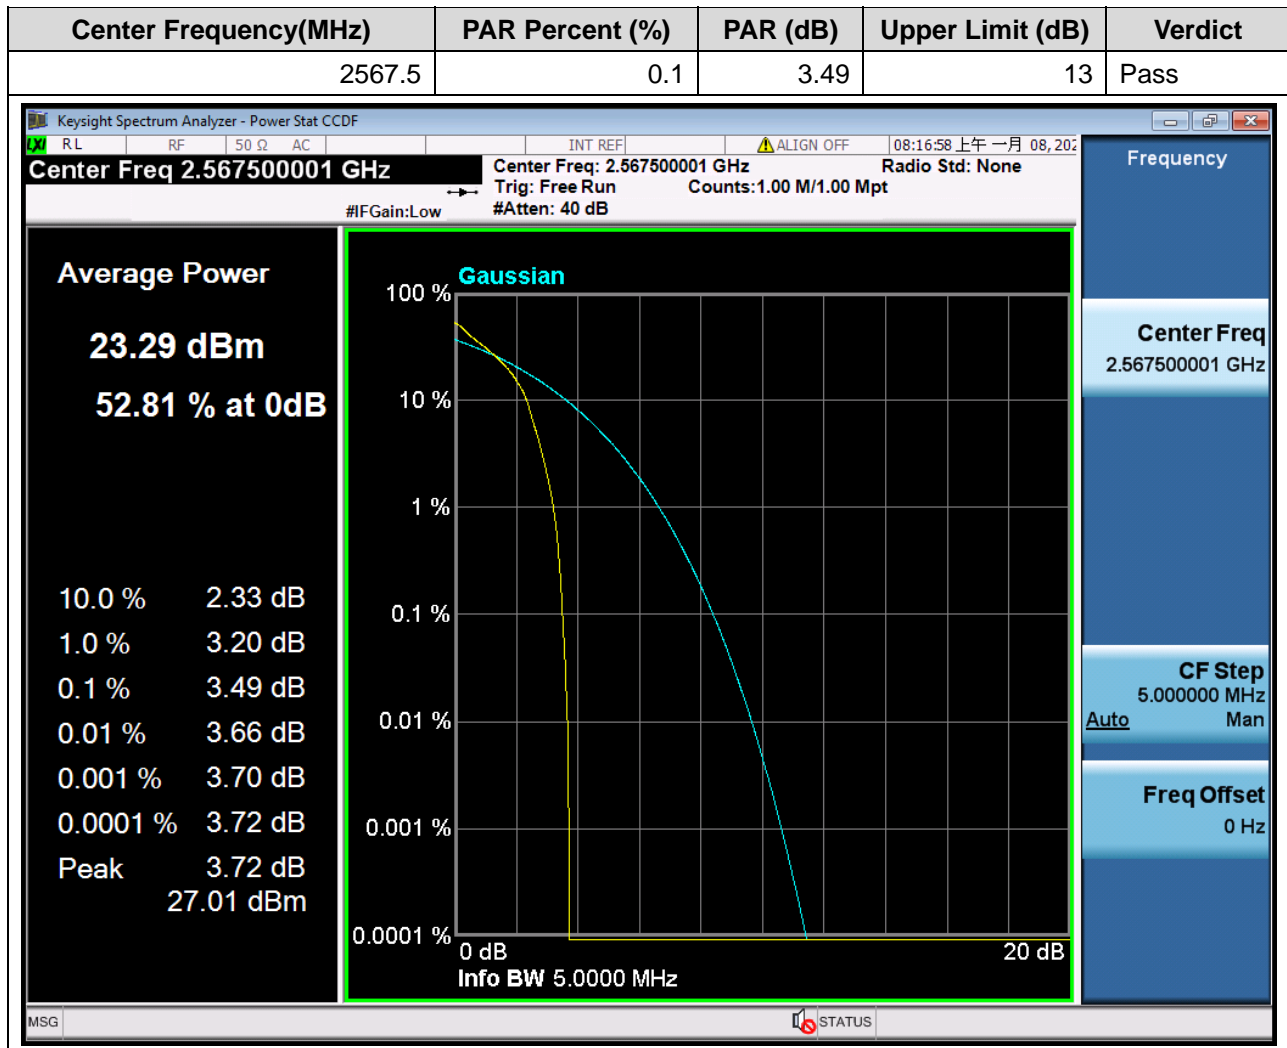 Center Frequency(MHz) PAR Percent (%) PAR (dB) Upper Limit (dB) Verdict
2567.5 0.1 3.49 13 Pass
Keysight Spectrum Analyzer - Power Stat CCDF
LXI RL RF 50 Ω AC INT REF ALIGN OFF 08:16:58 上午 一月 08, 202
Center Freq 2.567500001 GHz
#IFGain:Low
Center Freq: 2.567500001 GHz Radio Std: None
Trig: Free Run Counts:1.00 M/1.00 Mpt
#Atten: 40 dB
Average Power
23.29 dBm
52.81 % at 0dB
10.0 % 2.33 dB
1.0 % 3.20 dB
0.1 % 3.49 dB
0.01 % 3.66 dB
0.001 % 3.70 dB
0.0001 % 3.72 dB
Peak 3.72 dB
27.01 dBm
Gaussian
100 %
10 %
1 %
0.1 %
0.01 %
0.001 %
0.0001 %
0 dB 20 dB
Info BW 5.0000 MHz
Frequency
Center Freq
2.567500001 GHz
CF Step
5.000000 MHz
Auto Man
Freq Offset
0 Hz
MSG STATUS